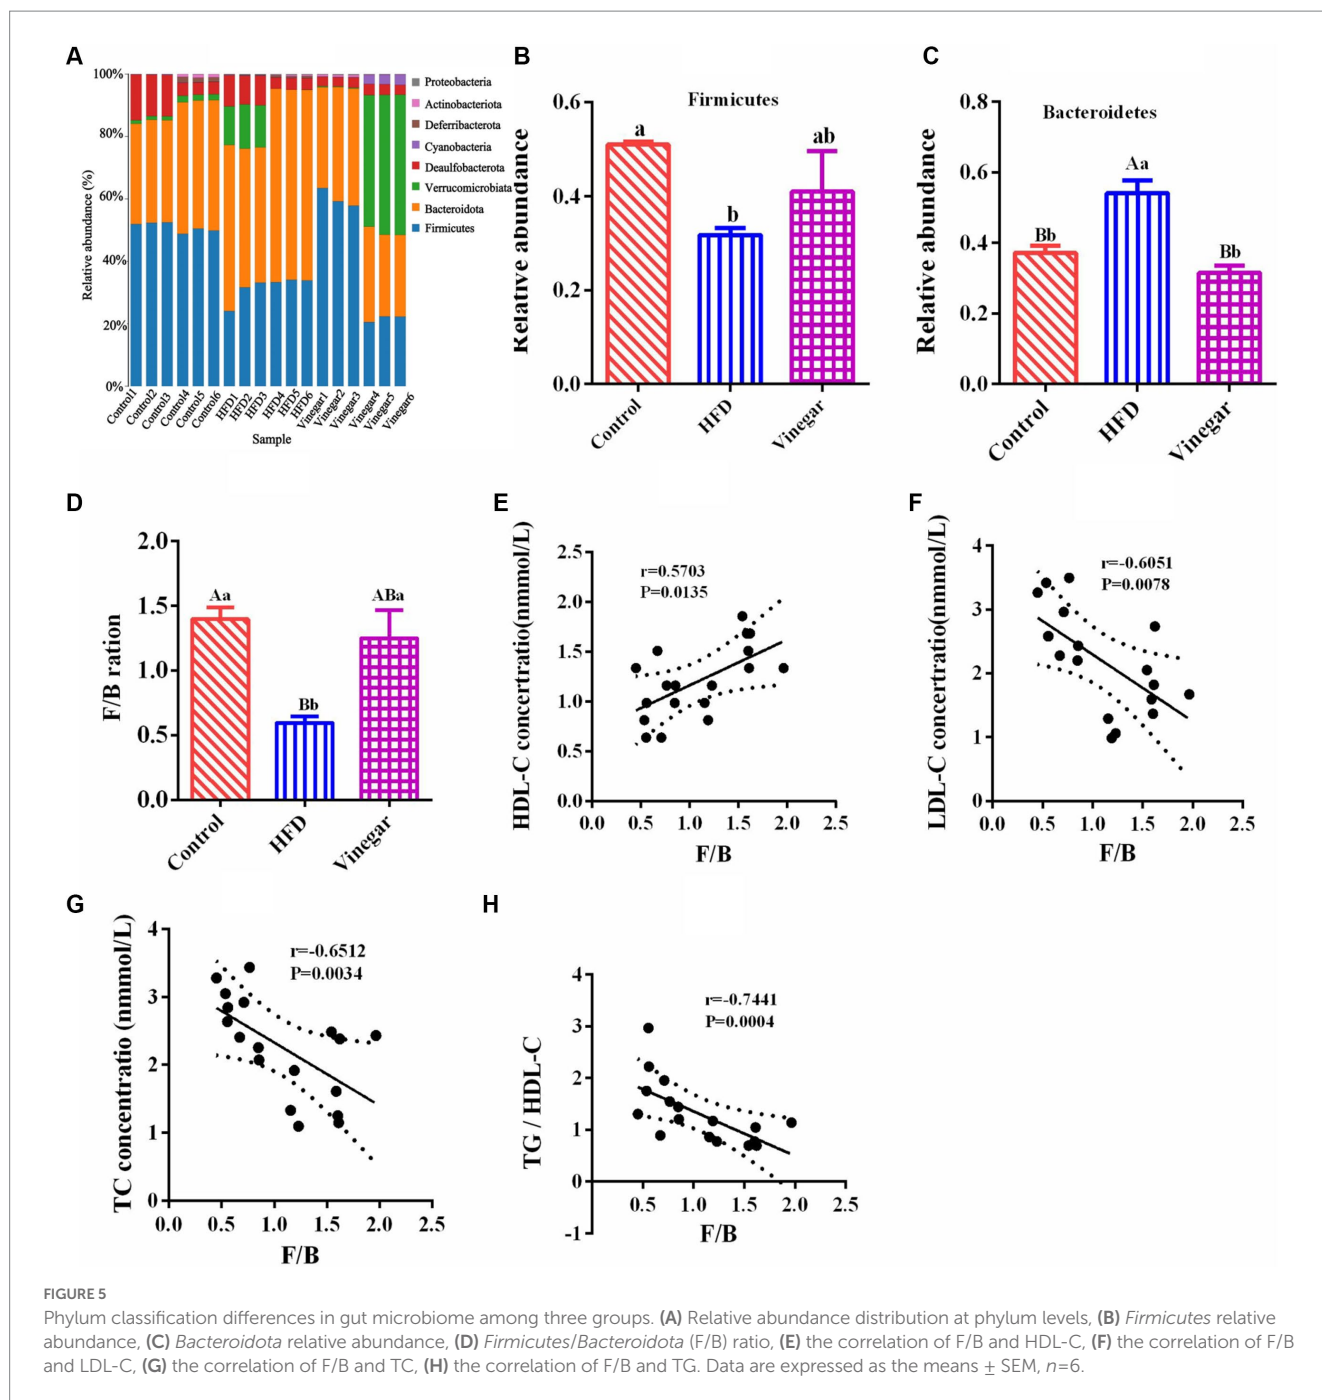 A
Relative abundance (%)
100%
80%
60%
40%
20%
0%
Control1
Control2
Control3
Control4
Control5
Control6
HFD1
HFD2
HFD3
HFD4
HFD5
HFD6
Vinegar1
Vinegar2
Vinegar3
Vinegar4
Vinegar5
Vinegar6
Sample
Proteobacteria
Actinobacteriota
Deferribacterota
Cyanobacteria
Deaulfobacterota
Verrucomicrobiata
Bacteroidota
Firmicutes
B
Firmicutes
Relative abundance
0.6
0.4
0.2
0.0
a
b
ab
Control
HFD
Vinegar
C
Bacteroidetes
Relative abundance
0.8
0.6
0.4
0.2
0.0
Bb
Aa
Bb
Control
HFD
Vinegar
D
F/B ration
2.0
1.5
1.0
0.5
0.0
Aa
Bb
ABa
Control
HFD
Vinegar
E
HDL-C concertratio(nmmol/L)
2.5
2.0
1.5
1.0
0.5
0.0
r=0.5703
P=0.0135
0.0 0.5 1.0 1.5 2.0 2.5
F/B
F
LDL-C concertratio(nmmol/L)
4
3
2
1
0
r=-0.6051
P=0.0078
0.0 0.5 1.0 1.5 2.0 2.5
F/B
G
TC concentratio (nmmol/L)
4
3
2
1
0
r=-0.6512
P=0.0034
0.0 0.5 1.0 1.5 2.0 2.5
F/B
H
TG / HDL-C
4
3
2
1
0
-1
r=-0.7441
P=0.0004
0.5 1.0 1.5 2.0 2.5
F/B
FIGURE 5
Phylum classification differences in gut microbiome among three groups. (A) Relative abundance distribution at phylum levels, (B) Firmicutes relative
abundance, (C) Bacteroidota relative abundance, (D) Firmicutes/Bacteroidota (F/B) ratio, (E) the correlation of F/B and HDL-C, (F) the correlation of F/B
and LDL-C, (G) the correlation of F/B and TC, (H) the correlation of F/B and TG. Data are expressed as the means ± SEM, n=6.